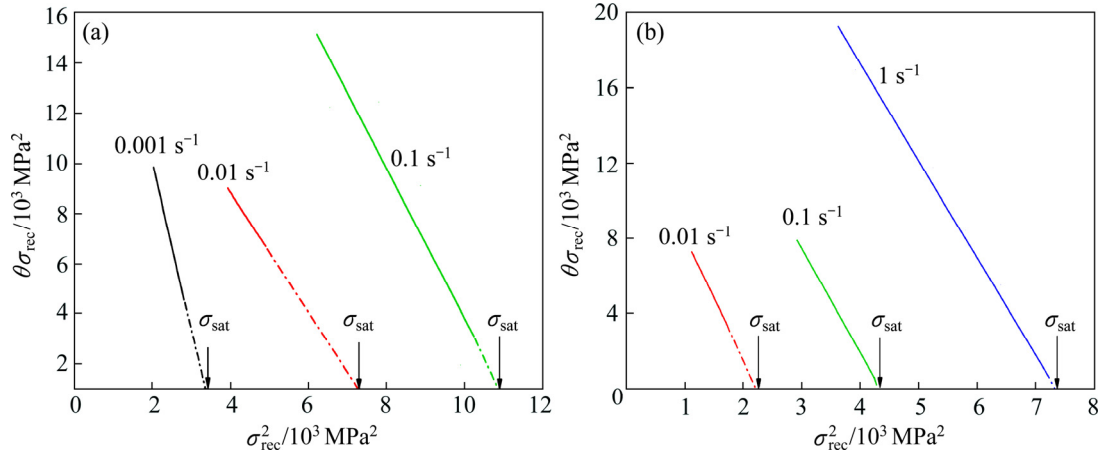 (a)
16
14
12
10
8
6
4
2
0
2
4
6
8
10
12
θσrec/10³ MPa²
σ²rec/10³ MPa²
0.001 s⁻¹
0.01 s⁻¹
0.1 s⁻¹
σsat
σsat
σsat
(b)
20
16
12
8
4
0
0
1
2
3
4
5
6
7
8
θσrec/10³ MPa²
σ²rec/10³ MPa²
1 s⁻¹
0.1 s⁻¹
0.01 s⁻¹
σsat
σsat
σsat